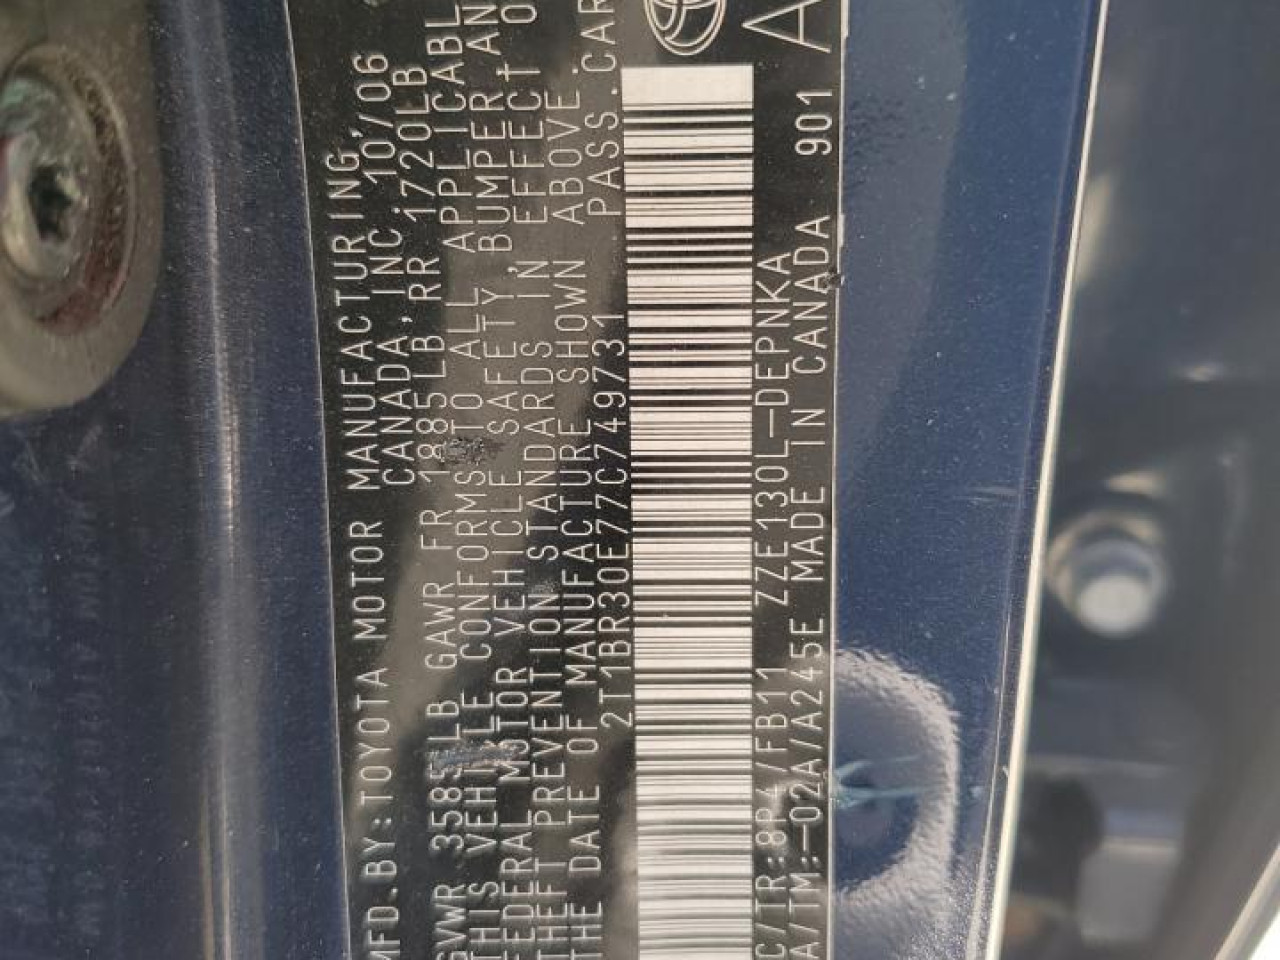 MFD.BY:TOYOTA MOTOR MANUFACTURING,
CANADA, INC. 10/06
GVWR 3585LB GAWR FR 1885LB, RR 1720LB
THIS VEHICLE CONFORMS TO ALL APPLICABL
FEDERAL MOTOR VEHICLE SAFETY, BUMPER AN
THEFT PREVENTION STANDARDS IN EFFECT O
THE DATE OF MANUFACTURE SHOWN ABOVE.
2T1BR30E77C749731 PASS.CAR
C/TR:8P4/FB11 ZZE130L-DEPNKA
A/TM:-02A/A245E MADE IN CANADA 901
A